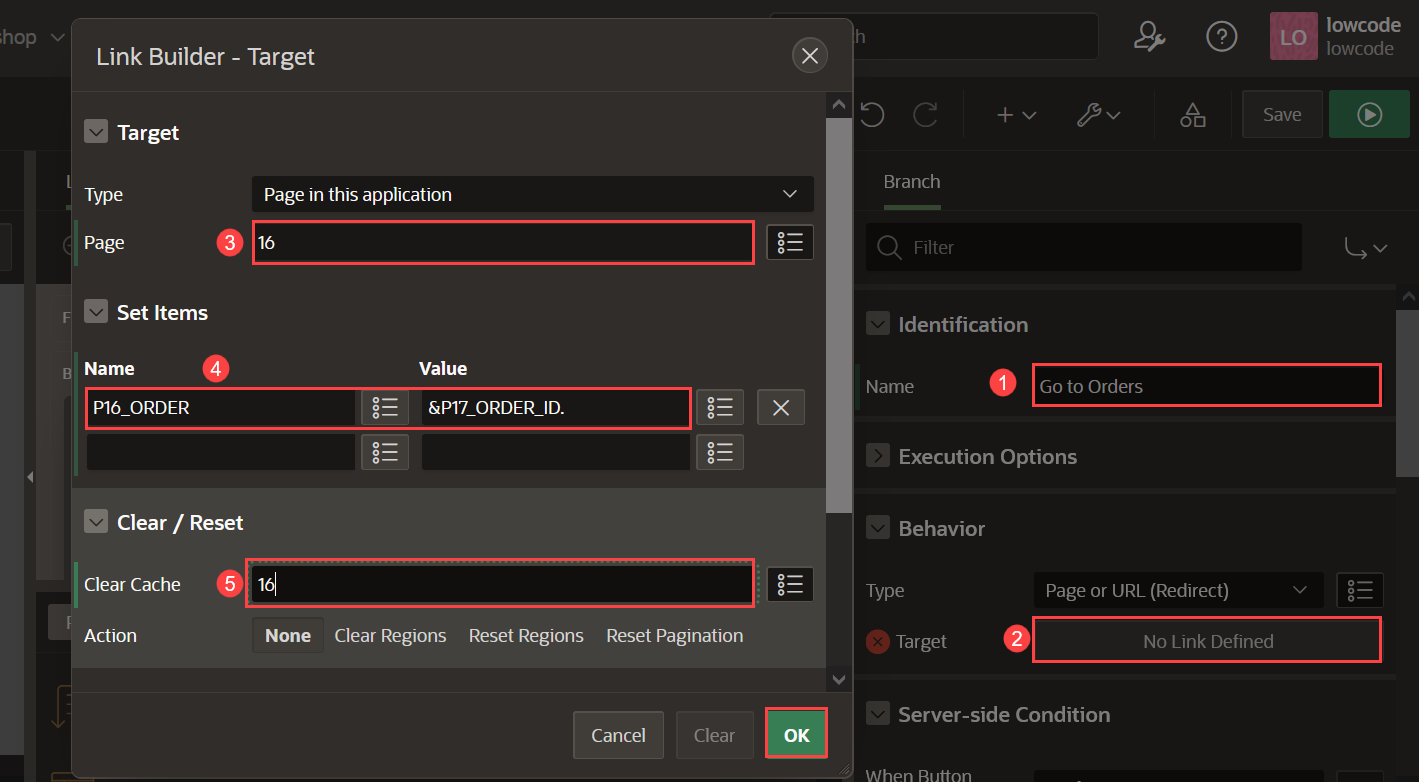 hop
h
lowcode
LO
lowcode
Link Builder - Target
Save
Target
Type
Page in this application
Page
3
16
Set Items
Name
4
Value
P16_ORDER
&P17_ORDER_ID.
Clear / Reset
Clear Cache
5
16
Action
None
Clear Regions
Reset Regions
Reset Pagination
Cancel
Clear
OK
Branch
Filter
Identification
Name
1
Go to Orders
Execution Options
Behavior
Type
Page or URL (Redirect)
Target
2
No Link Defined
Server-side Condition
When Button